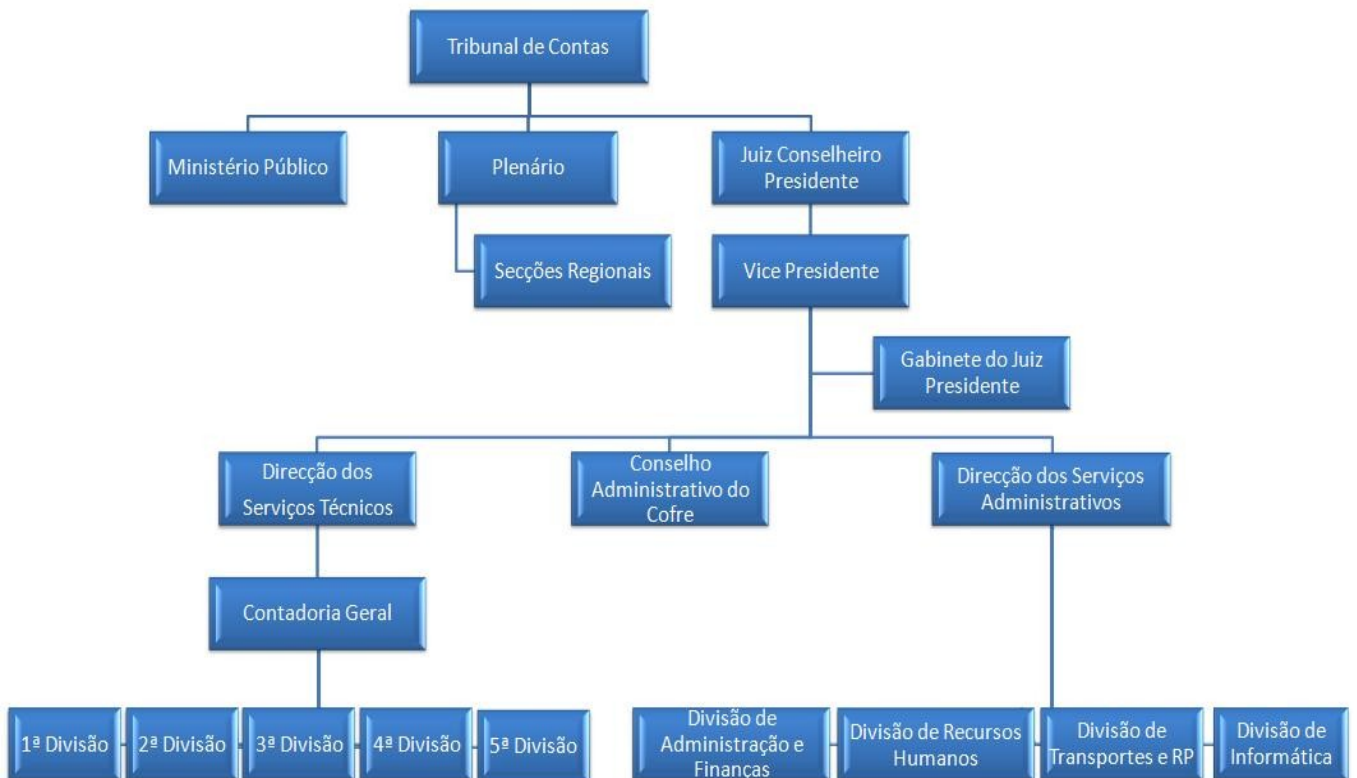 Tribunal de Contas
Ministério Público
Plenário
Juiz Conselheiro
Presidente
Secções Regionais
Vice Presidente
Gabinete do Juiz
Presidente
Direcção dos
Serviços Técnicos
Conselho
Administrativo do
Cofre
Direcção dos Serviços
Administrativos
Contadoria Geral
1ª Divisão
2ª Divisão
3ª Divisão
4ª Divisão
5ª Divisão
Divisão de
Administração e
Finanças
Divisão de Recursos
Humanos
Divisão de
Transportes e RP
Divisão de
Informática